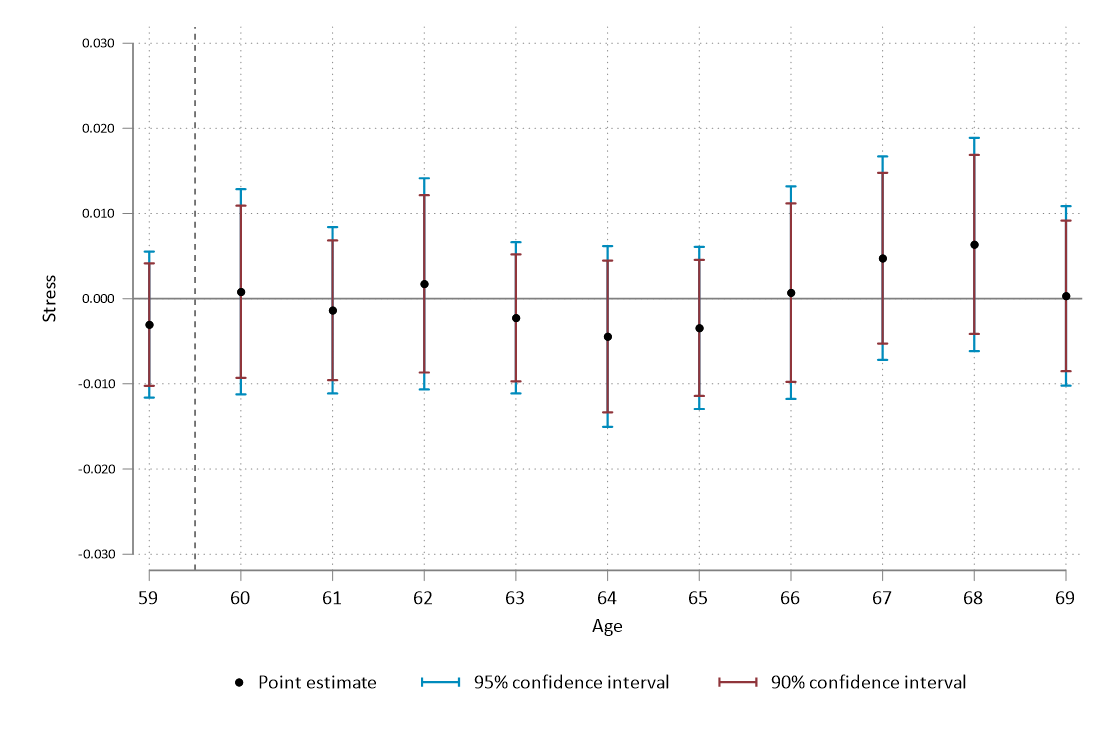 0.030
0.020
0.010
0.000
-0.010
-0.020
-0.030
Stress
59 60 61 62 63 64 65 66 67 68 69
Age
Point estimate 95% confidence interval 90% confidence interval